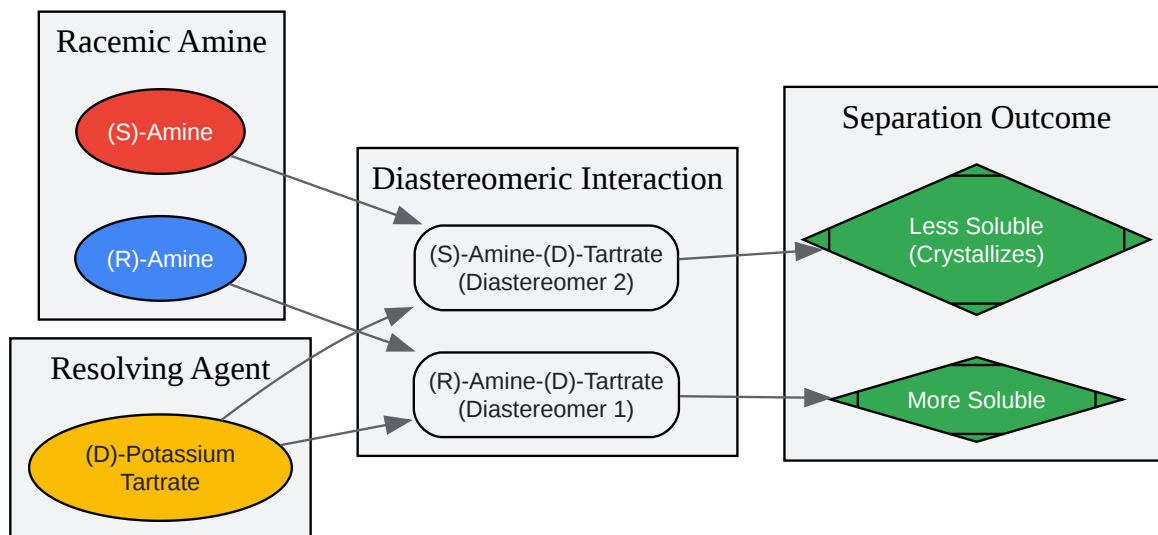 Racemic Amine
(S)-Amine
(R)-Amine
Resolving Agent
(D)-Potassium
Tartrate
Diastereomeric Interaction
(S)-Amine-(D)-Tartrate
(Diastereomer 2)
(R)-Amine-(D)-Tartrate
(Diastereomer 1)
Separation Outcome
Less Soluble
(Crystallizes)
More Soluble